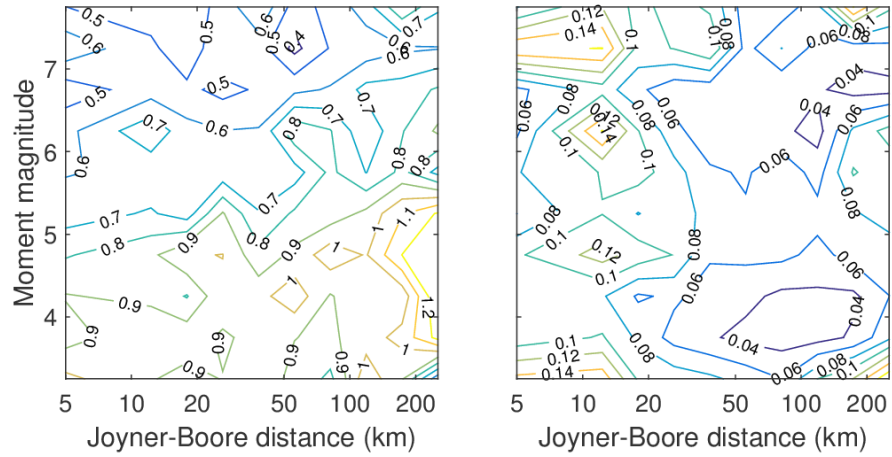 0.5 0.6 0.5 0.5 0.4 0.6 0.7 0.8
0.6 0.6
0.5 0.5 0.7
0.7 0.6 0.8
0.6 0.8 0.8
0.7 0.7 1.1
0.8 0.9 0.8 0.9 1
1 1
0.9 0.9 1.2
0.9 0.9 0.9 1
7
6
5
4
Moment magnitude
5 10 20 50 100 200
Joyner-Boore distance (km)
0.12 0.08 0.1
0.14 0.1 0.06 0.06
0.08 0.08 0.04
0.12 0.08 0.04 0.06
0.14
0.1 0.1 0.06
0.08 0.08
0.1 0.08
0.12
0.1 0.06 0.06
0.04
0.1 0.04
0.12 0.08 0.06 0.08
0.14 0.1
5 10 20 50 100 200
Joyner-Boore distance (km)